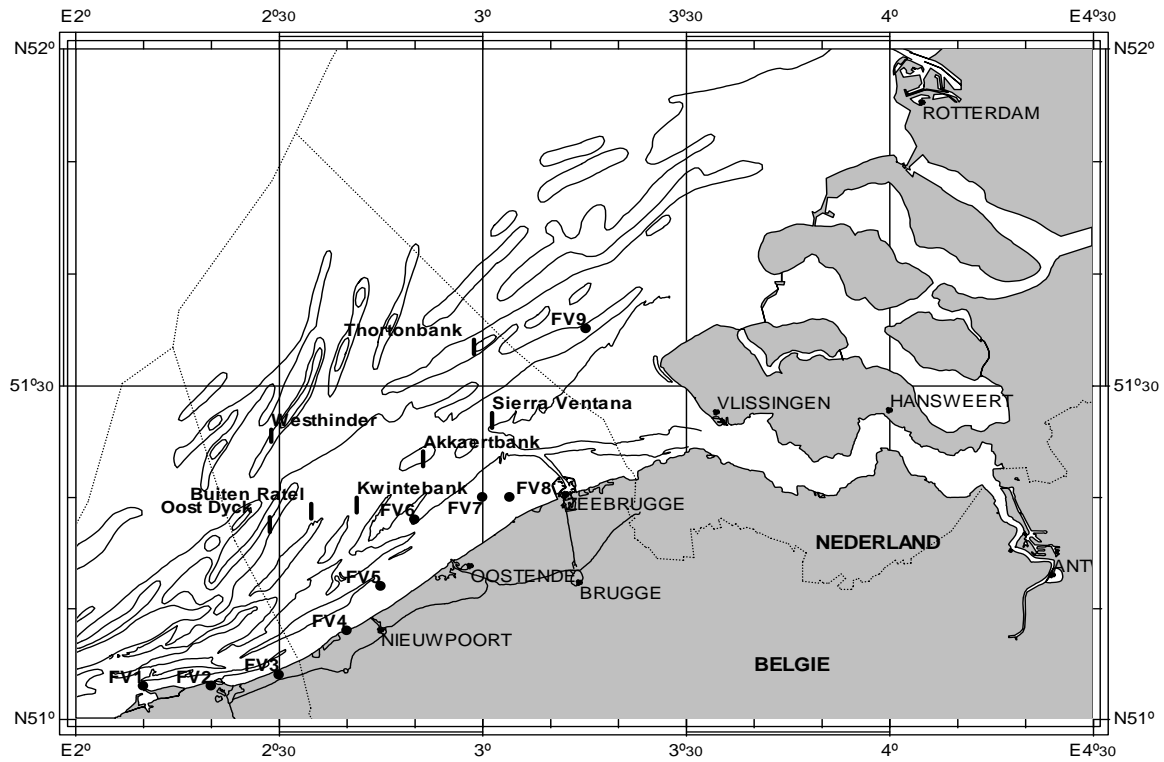 E2º 2º30 3º 3º30 4º E4º30
N52º N52º
ROTTERDAM
FV9
Thortonbank
51º30 51º30
Sierra Ventana
VLISSINGEN
HANSWEERT
Westhinder
Akkaertbank
Kwintebank
Buiten Ratel
Oost Dyck
FV6
FV7
FV8
EEBRUGGE
NEDERLAND
ANTV
OOSTENDE
BRUGGE
FV5
FV4
NIEUWPOORT
BELGIE
FV3
FV2
FV1
N51º N51º
E2º 2º30 3º 3º30 4º E4º30